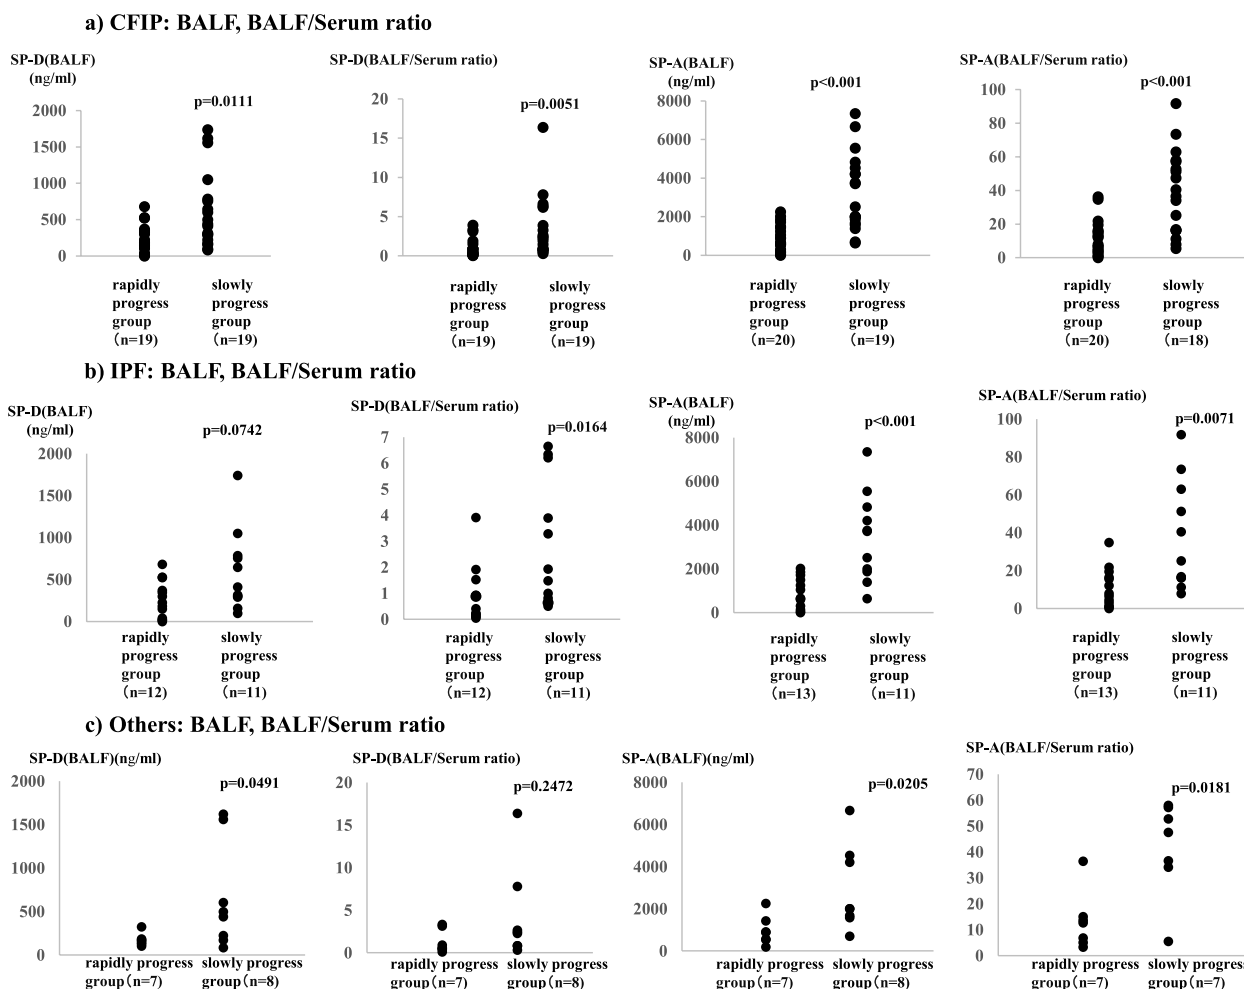 a) CFIP: BALF, BALF/Serum ratio
SP-D(BALF)
(ng/ml)
p=0.0111
2000
1500
1000
500
0
rapidly
progress
group
(n=19)
slowly
progress
group
(n=19)
SP-D(BALF/Serum ratio)
p=0.0051
20
15
10
5
0
rapidly
progress
group
(n=19)
slowly
progress
group
(n=19)
SP-A(BALF)
(ng/ml)
p<0.001
8000
6000
4000
2000
0
rapidly
progress
group
(n=20)
slowly
progress
group
(n=19)
SP-A(BALF/Serum ratio)
p<0.001
100
80
60
40
20
0
rapidly
progress
group
(n=20)
slowly
progress
group
(n=18)
b) IPF: BALF, BALF/Serum ratio
SP-D(BALF)
(ng/ml)
p=0.0742
2000
1500
1000
500
0
rapidly
progress
group
(n=12)
slowly
progress
group
(n=11)
SP-D(BALF/Serum ratio)
p=0.0164
7
6
5
4
3
2
1
0
rapidly
progress
group
(n=12)
slowly
progress
group
(n=11)
SP-A(BALF)
(ng/ml)
p<0.001
8000
6000
4000
2000
0
rapidly
progress
group
(n=13)
slowly
progress
group
(n=11)
SP-A(BALF/Serum ratio)
p=0.0071
100
80
60
40
20
0
rapidly
progress
group
(n=13)
slowly
progress
group
(n=11)
c) Others: BALF, BALF/Serum ratio
SP-D(BALF)(ng/ml)
p=0.0491
2000
1500
1000
500
0
rapidly progress
group(n=7)
slowly progress
group(n=8)
SP-D(BALF/Serum ratio)
p=0.2472
20
15
10
5
0
rapidly progress
group(n=7)
slowly progress
group(n=8)
SP-A(BALF)(ng/ml)
p=0.0205
8000
6000
4000
2000
0
rapidly progress
group(n=7)
slowly progress
group(n=8)
SP-A(BALF/Serum ratio)
p=0.0181
70
60
50
40
30
20
10
0
rapidly progress
group(n=7)
slowly progress
group(n=7)